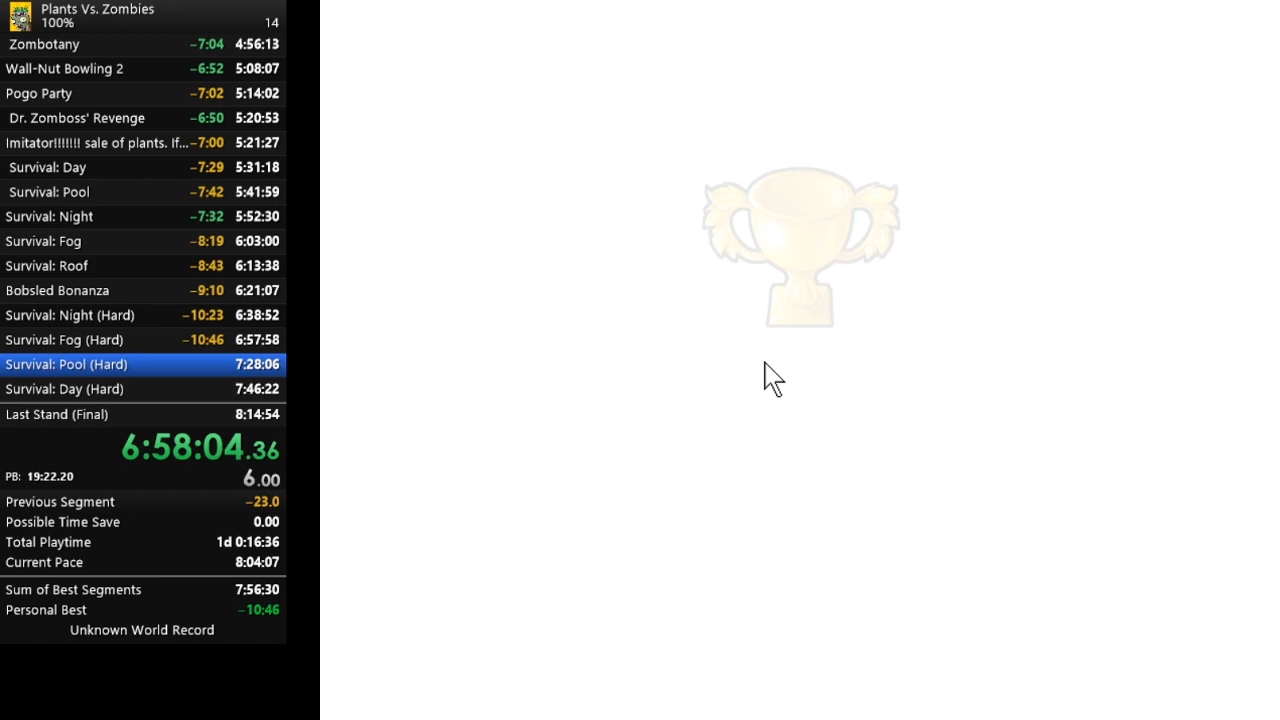 Plants Vs. Zombies
100% 14
Zombotany -7:04 4:56:13
Wall-Nut Bowling 2 -6:52 5:08:07
Pogo Party -7:02 5:14:02
Dr. Zomboss' Revenge -6:50 5:20:53
Imitator!!!!!!! sale of plants. If... -7:00 5:21:27
Survival: Day -7:29 5:31:18
Survival: Pool -7:42 5:41:59
Survival: Night -7:32 5:52:30
Survival: Fog -8:19 6:03:00
Survival: Roof -8:43 6:13:38
Bobsled Bonanza -9:10 6:21:07
Survival: Night (Hard) -10:23 6:38:52
Survival: Fog (Hard) -10:46 6:57:58
Survival: Pool (Hard) 7:28:06
Survival: Day (Hard) 7:46:22
Last Stand (Final) 8:14:54
6:58:04.36
PB: 19:22.20 6.00
Previous Segment -23.0
Possible Time Save 0.00
Total Playtime 1d 0:16:36
Current Pace 8:04:07
Sum of Best Segments 7:56:30
Personal Best -10:46
Unknown World Record